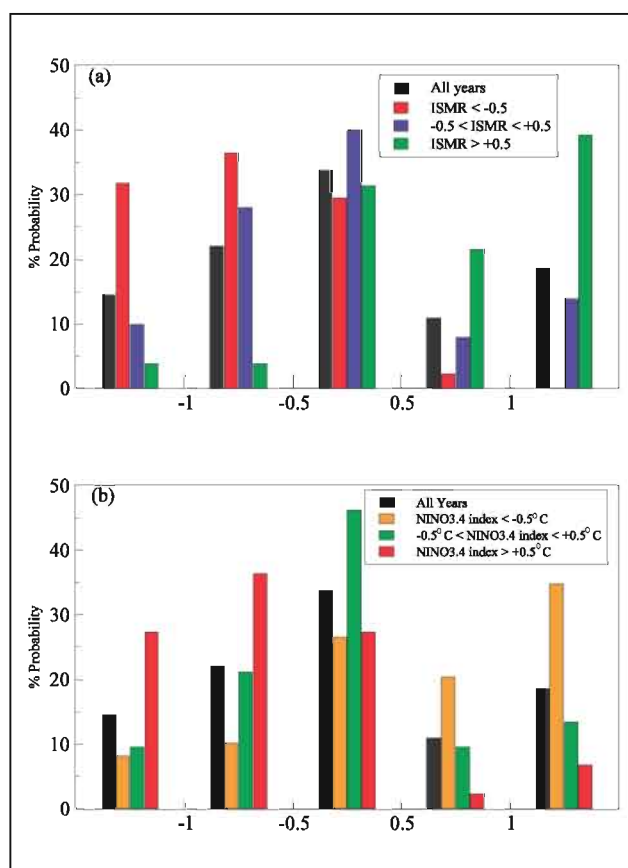 50
(a)
All years
ISMR < -0.5
-0.5 < ISMR < +0.5
ISMR > +0.5
40
30
20
10
0
% Probability
-1
-0.5
0.5
1
50
(b)
All Years
NINO3.4 index < -0.5°C
-0.5°C < NINO3.4 index < +0.5°C
NINO3.4 index > +0.5°C
40
30
20
10
0
% Probability
-1
-0.5
0.5
1